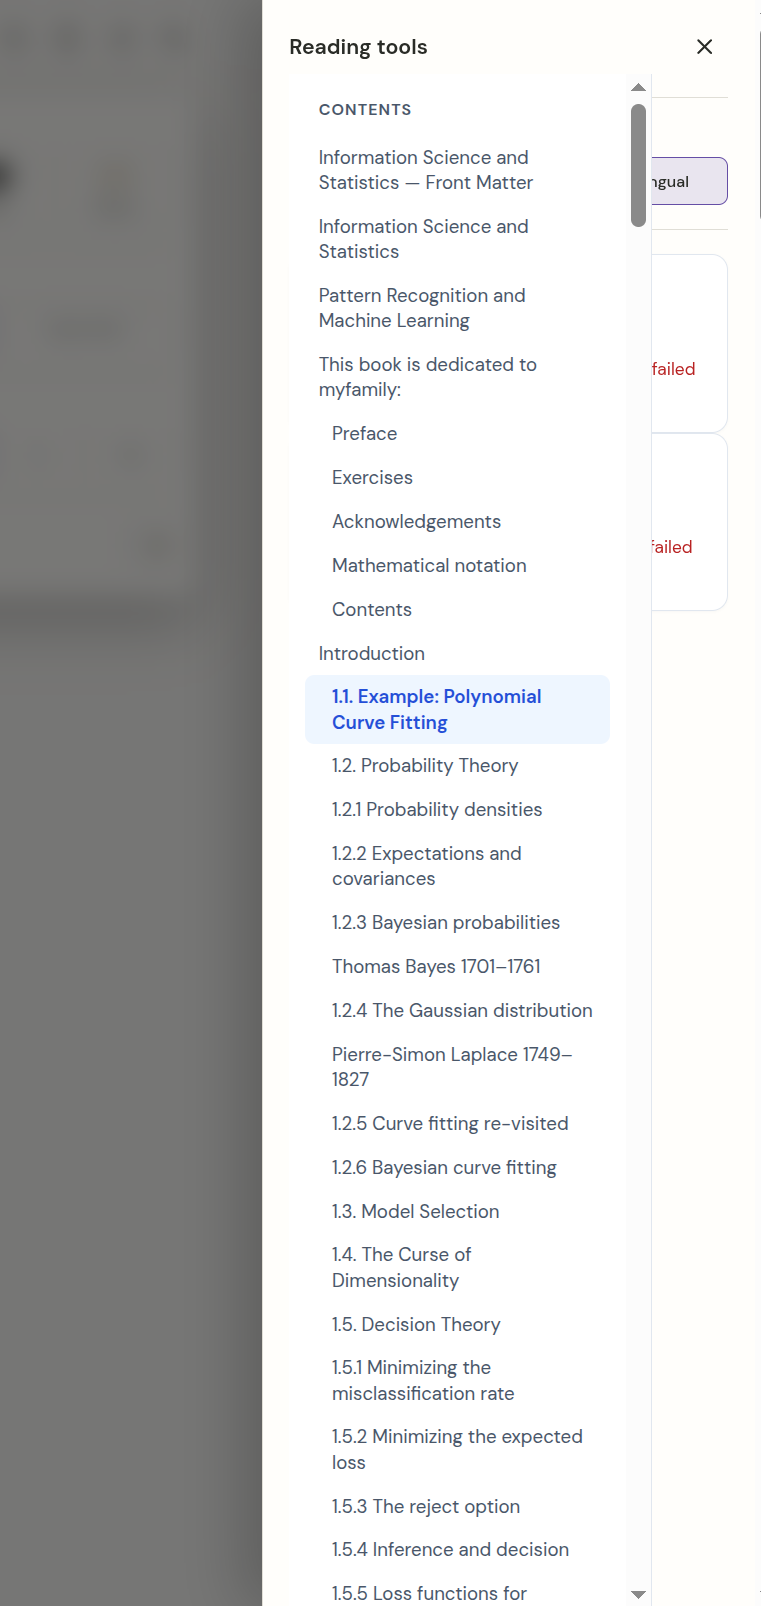 Reading tools
CONTENTS
Information Science and
Statistics — Front Matter
Information Science and
Statistics
Pattern Recognition and
Machine Learning
This book is dedicated to
myfamily:
Preface
Exercises
Acknowledgements
Mathematical notation
Contents
Introduction
1.1. Example: Polynomial
Curve Fitting
1.2. Probability Theory
1.2.1 Probability densities
1.2.2 Expectations and
covariances
1.2.3 Bayesian probabilities
Thomas Bayes 1701–1761
1.2.4 The Gaussian distribution
Pierre-Simon Laplace 1749–
1827
1.2.5 Curve fitting re-visited
1.2.6 Bayesian curve fitting
1.3. Model Selection
1.4. The Curse of
Dimensionality
1.5. Decision Theory
1.5.1 Minimizing the
misclassification rate
1.5.2 Minimizing the expected
loss
1.5.3 The reject option
1.5.4 Inference and decision
1.5.5 Loss functions for
failed
failed